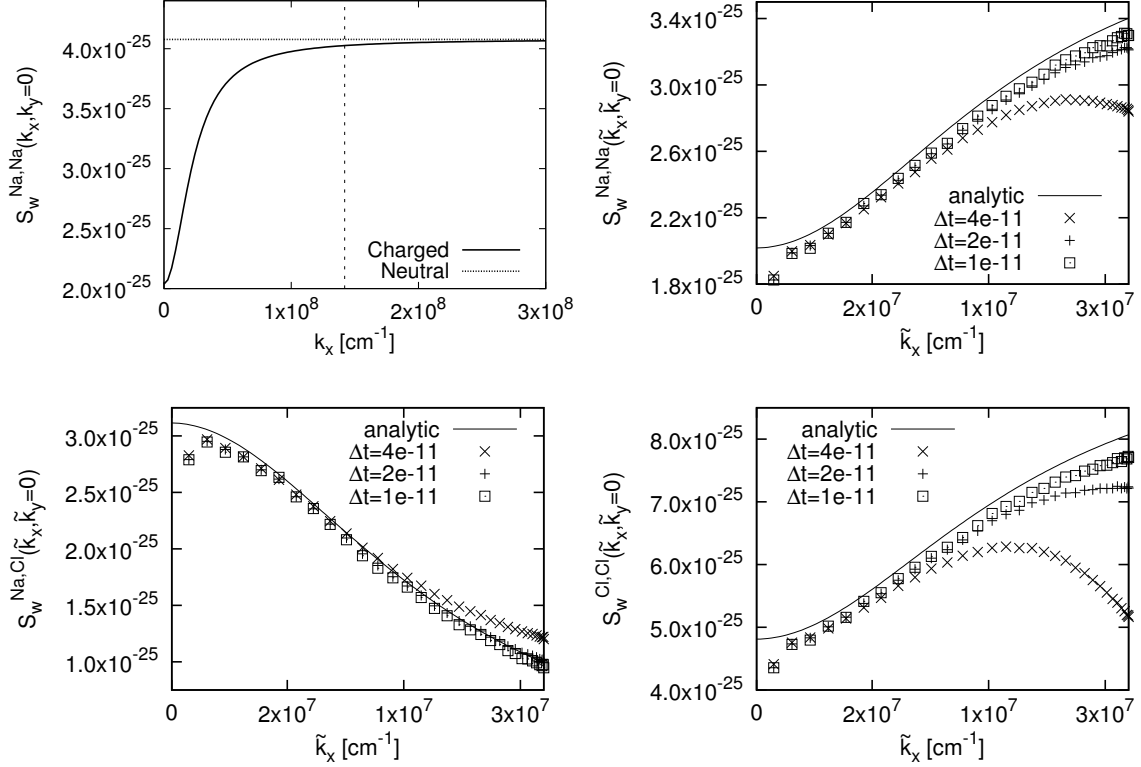 S_w^{Na,Na}(k_x,k_y=0)
4.0x10^{-25}
3.5x10^{-25}
3.0x10^{-25}
2.5x10^{-25}
2.0x10^{-25}
Charged
Neutral
0 1x10^8 2x10^8 3x10^8
k_x [cm^{-1}]
S_w^{Na,Na}(k̃_x,k̃_y=0)
3.4x10^{-25}
3.0x10^{-25}
2.6x10^{-25}
2.2x10^{-25}
1.8x10^{-25}
analytic
Δt=4e-11
Δt=2e-11
Δt=1e-11
0 2x10^7 1x10^7 3x10^7
k̃_x [cm^{-1}]
S_w^{Na,Cl}(k̃_x,k̃_y=0)
3.0x10^{-25}
2.5x10^{-25}
2.0x10^{-25}
1.5x10^{-25}
1.0x10^{-25}
analytic
Δt=4e-11
Δt=2e-11
Δt=1e-11
0 2x10^7 1x10^7 3x10^7
k̃_x [cm^{-1}]
S_w^{Cl,Cl}(k̃_x,k̃_y=0)
8.0x10^{-25}
7.0x10^{-25}
6.0x10^{-25}
5.0x10^{-25}
4.0x10^{-25}
analytic
Δt=4e-11
Δt=2e-11
Δt=1e-11
0 2x10^7 1x10^7 3x10^7
k̃_x [cm^{-1}]